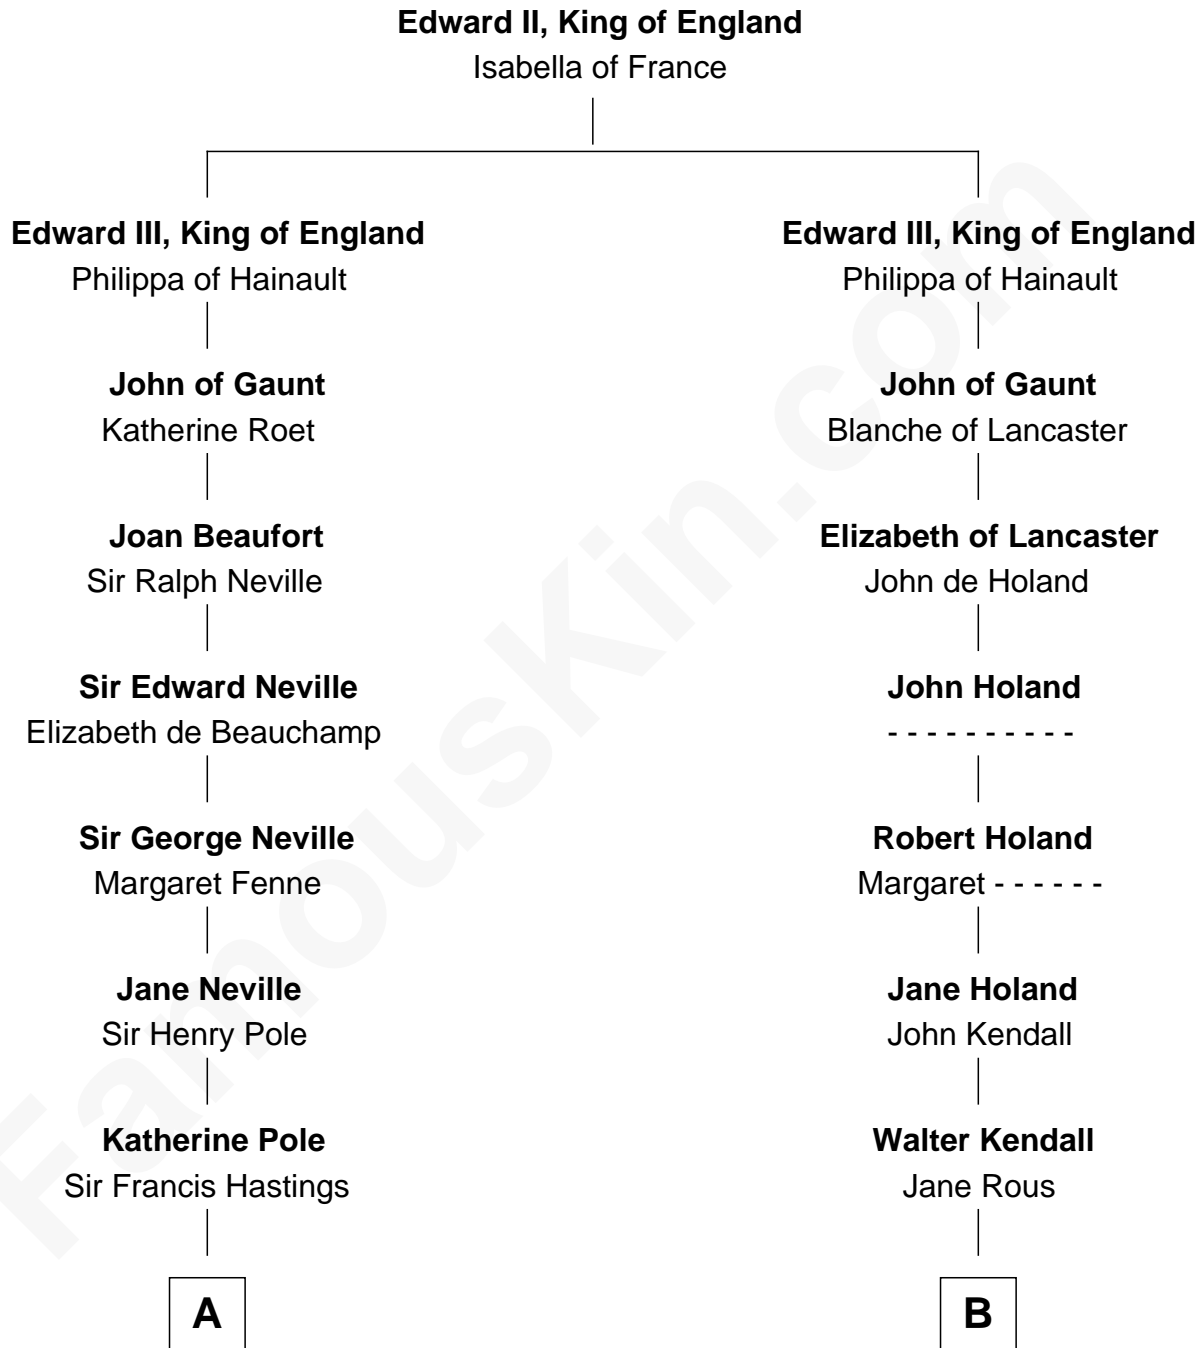 Edward II, King of England
Isabella of France
Edward III, King of England
Philippa of Hainault
John of Gaunt
Katherine Roet
Joan Beaufort
Sir Ralph Neville
Sir Edward Neville
Elizabeth de Beauchamp
Sir George Neville
Margaret Fenne
Jane Neville
Sir Henry Pole
Katherine Pole
Sir Francis Hastings
A
Edward III, King of England
Philippa of Hainault
John of Gaunt
Blanche of Lancaster
Elizabeth of Lancaster
John de Holand
John Holand
- - - - - - - - - -
Robert Holand
Margaret - - - - - -
Jane Holand
John Kendall
Walter Kendall
Jane Rous
B
FamousKin.com